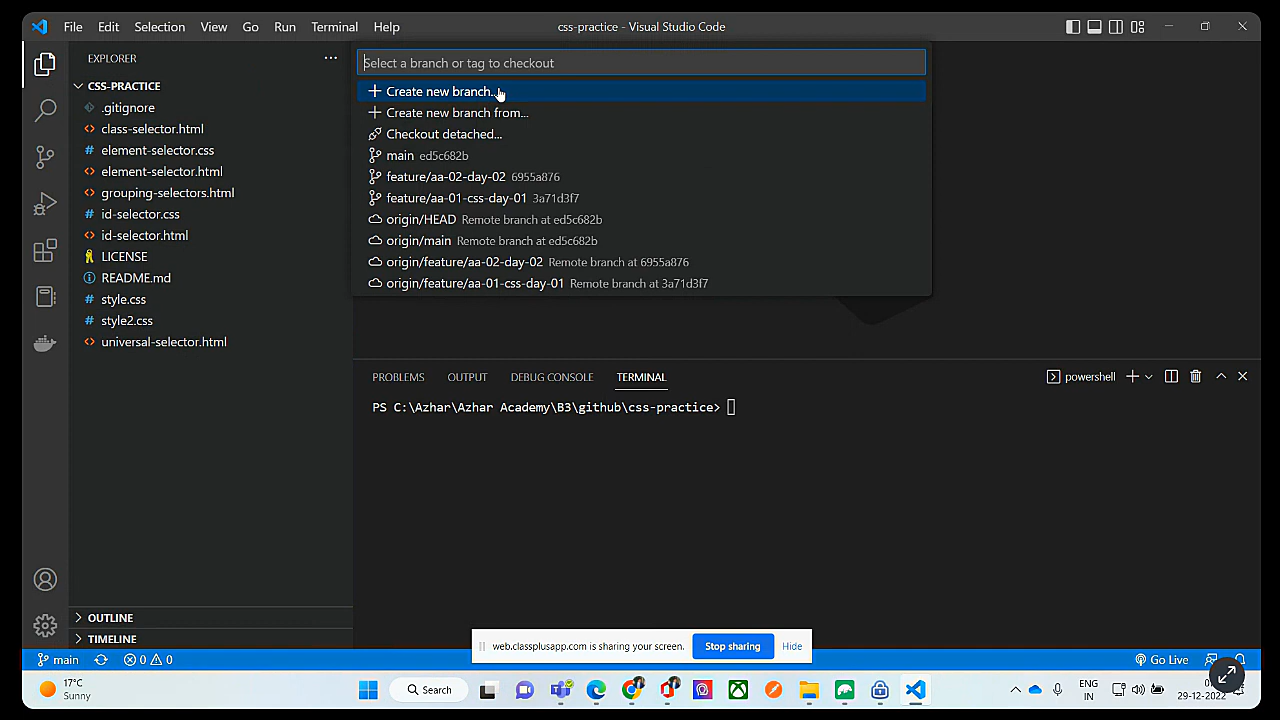 File Edit Selection View Go Run Terminal Help
css-practice - Visual Studio Code
EXPLORER
CSS-PRACTICE
.gitignore
class-selector.html
element-selector.css
element-selector.html
grouping-selectors.html
id-selector.css
id-selector.html
LICENSE
README.md
style.css
style2.css
universal-selector.html
OUTLINE
TIMELINE
Select a branch or tag to checkout
Create new branch...
Create new branch from...
Checkout detached...
main ed5c682b
feature/aa-02-day-02 6955a876
feature/aa-01-css-day-01 3a71d3f7
origin/HEAD Remote branch at ed5c682b
origin/main Remote branch at ed5c682b
origin/feature/aa-02-day-02 Remote branch at 6955a876
origin/feature/aa-01-css-day-01 Remote branch at 3a71d3f7
PROBLEMS OUTPUT DEBUG CONSOLE TERMINAL
powershell
PS C:\Azhar\Azhar Academy\B3\github\css-practice>
web.classplusapp.com is sharing your screen. Stop sharing Hide
main 0 0 Go Live
17°C
Sunny
Search
ENG
IN